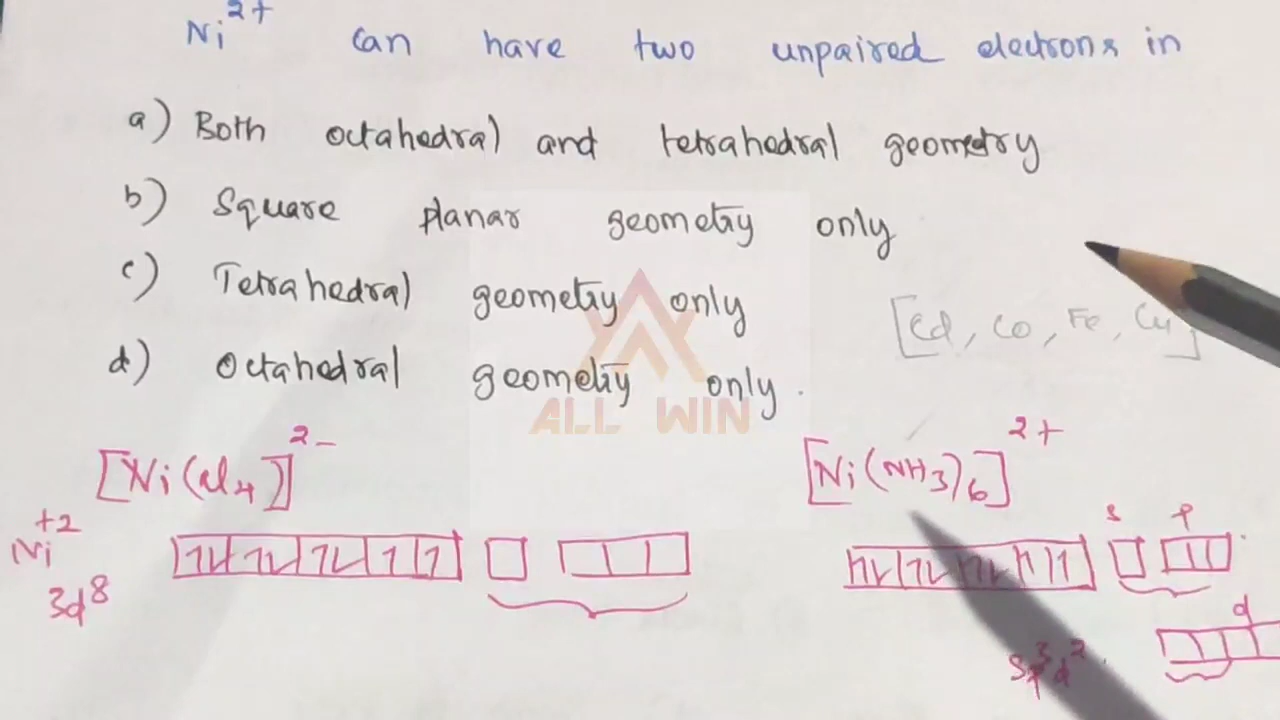 Ni2+ can have two unpaired electrons in
a) Both octahedral and tetrahedral geometry
b) Square planar geometry only
c) Tetrahedral geometry only
d) Octahedral geometry only.
[Cd, Co, Fe, Cu]
ALL WIN
[Ni(Cl4)]2- [Ni(NH3)6]2+
Ni+2 s p
3d8
d
sp3d2